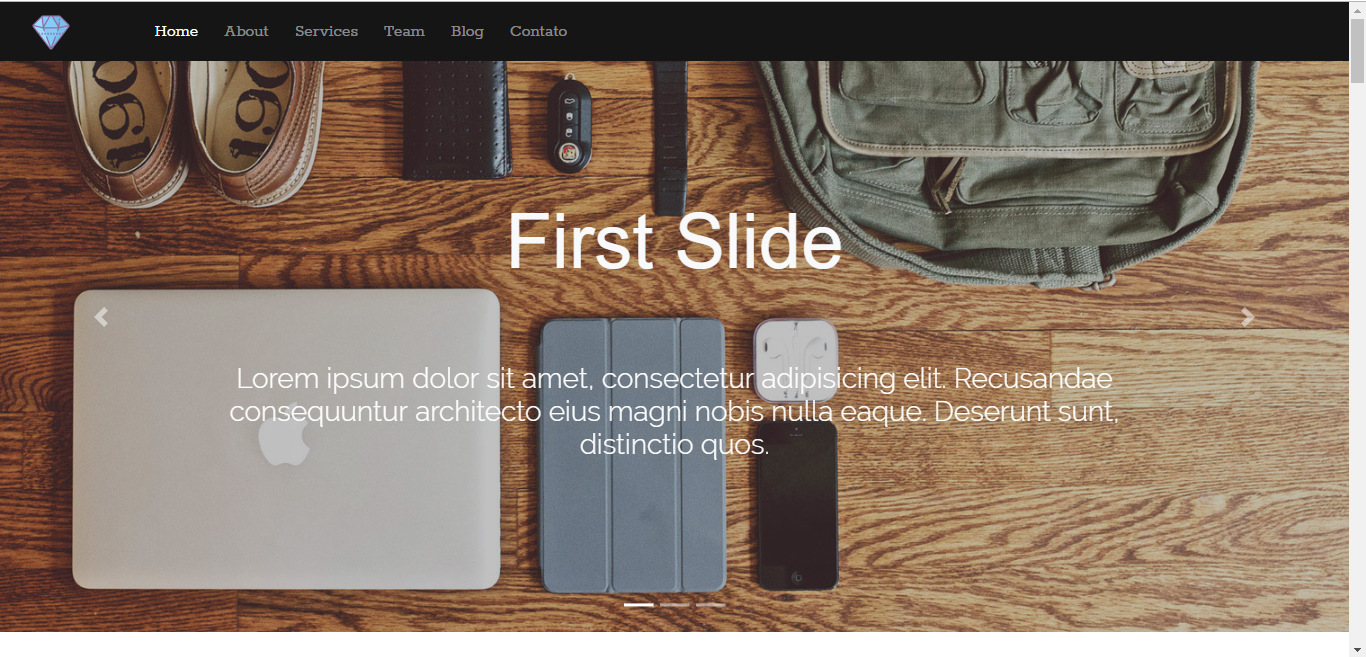 Home About Services Team Blog Contato
First Slide
Lorem ipsum dolor sit amet, consectetur adipisicing elit. Recusandae
consequuntur architecto eius magni nobis nulla eaque. Deserunt sunt,
distinctio quos.